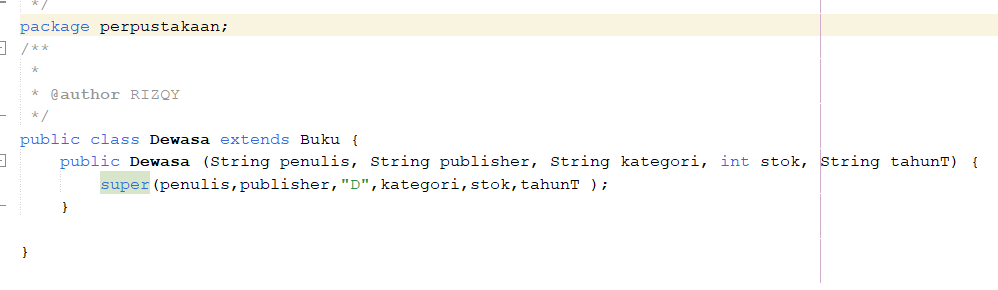 */
package perpustakaan;
/**
 *
 * @author RIZQY
 */
public class Dewasa extends Buku {
    public Dewasa (String penulis, String publisher, String kategori, int stok, String tahunT) {
        super(penulis,publisher,"D",kategori,stok,tahunT );
    }
}